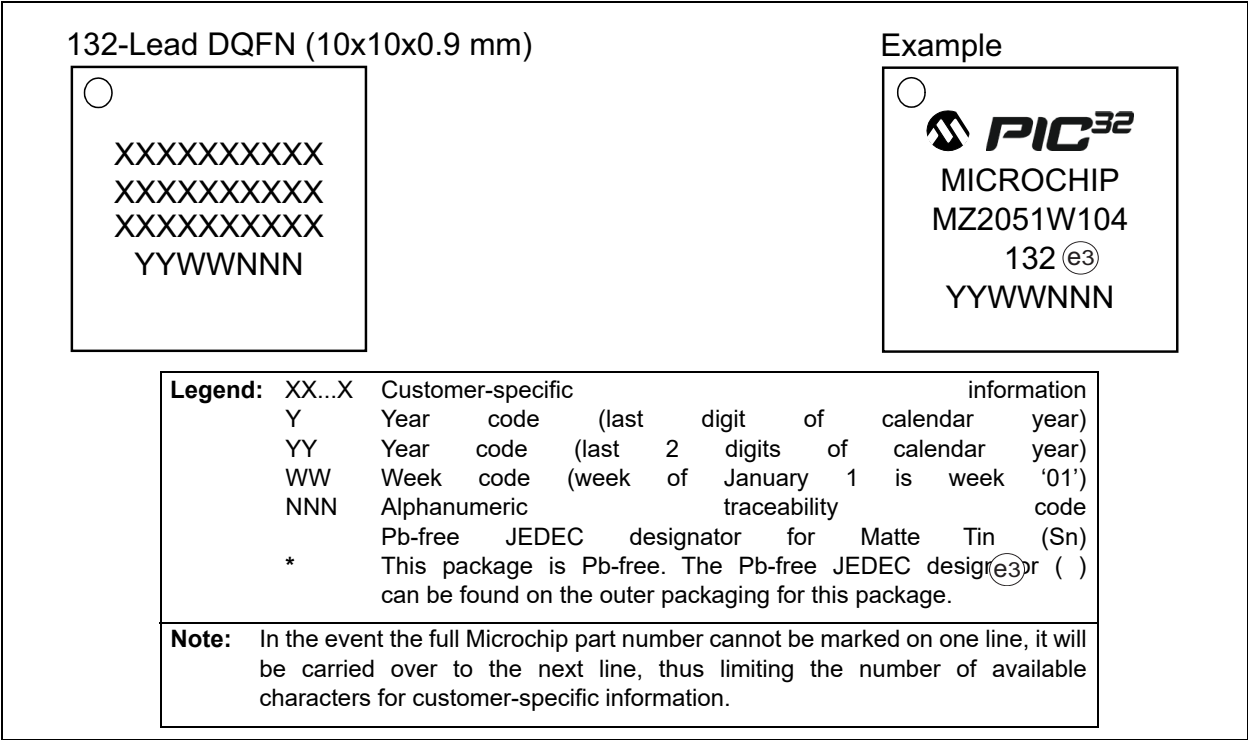 132-Lead DQFN (10x10x0.9 mm)
XXXXXXXXXX
XXXXXXXXXX
XXXXXXXXXX
YYWWNNN
Example
PIC32
MICROCHIP
MZ2051W104
132 e3
YYWWNNN
Legend: XX...X Customer-specific information
Y Year code (last digit of calendar year)
YY Year code (last 2 digits of calendar year)
WW Week code (week of January 1 is week ‘01’)
NNN Alphanumeric traceability code
Pb-free JEDEC designator for Matte Tin (Sn)
* This package is Pb-free. The Pb-free JEDEC desig e3 r ( )
can be found on the outer packaging for this package.
Note: In the event the full Microchip part number cannot be marked on one line, it will
be carried over to the next line, thus limiting the number of available
characters for customer-specific information.